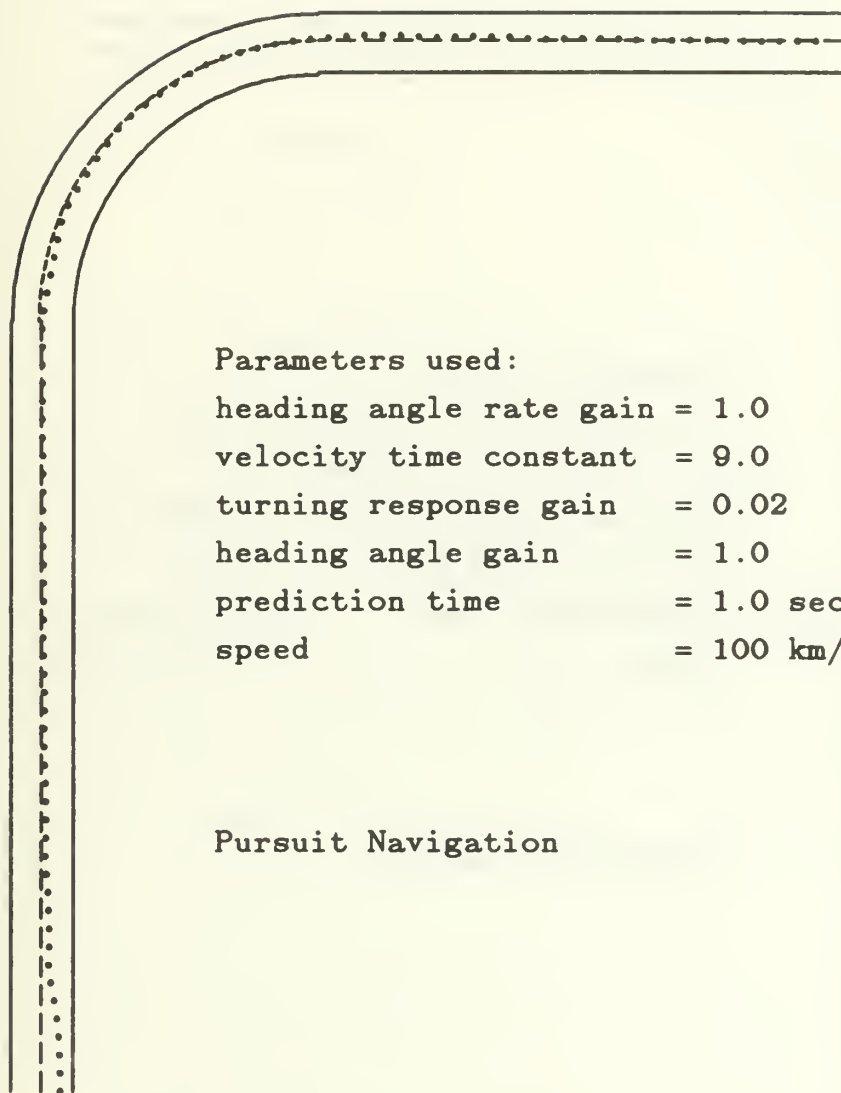 Parameters used:
heading angle rate gain = 1.0
velocity time constant = 9.0
turning response gain = 0.02
heading angle gain = 1.0
prediction time = 1.0 sec
speed = 100 km/
Pursuit Navigation